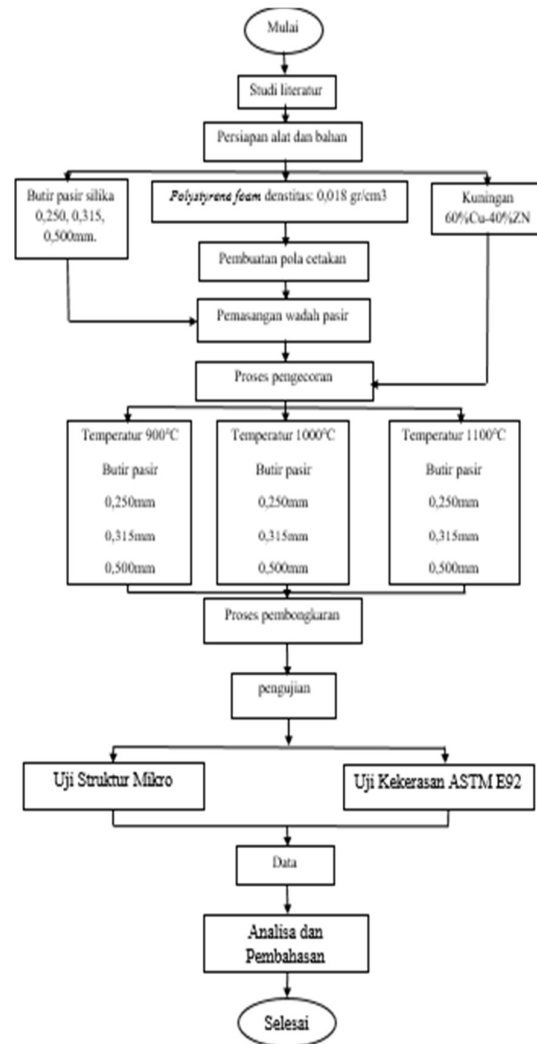 Mulai
Studi literatur
Persiapan alat dan bahan
Butir pasir silika
0,250, 0,315,
0,500mm.
Polystyrene foam denstitas: 0,018 gr/cm3
Kuningan
60%Cu-40%ZN
Pembuatan pola cetakan
Pemasangan wadah pasir
Proses pengecoran
Temperatur 900°C
Butir pasir
0,250mm
0,315mm
0,500mm
Temperatur 1000°C
Butir pasir
0,250mm
0,315mm
0,500mm
Temperatur 1100°C
Butir pasir
0,250mm
0,315mm
0,500mm
Proses pembongkaran
pengujian
Uji Struktur Mikro
Uji Kekerasan ASTM E92
Data
Analisa dan
Pembahasan
Selesai